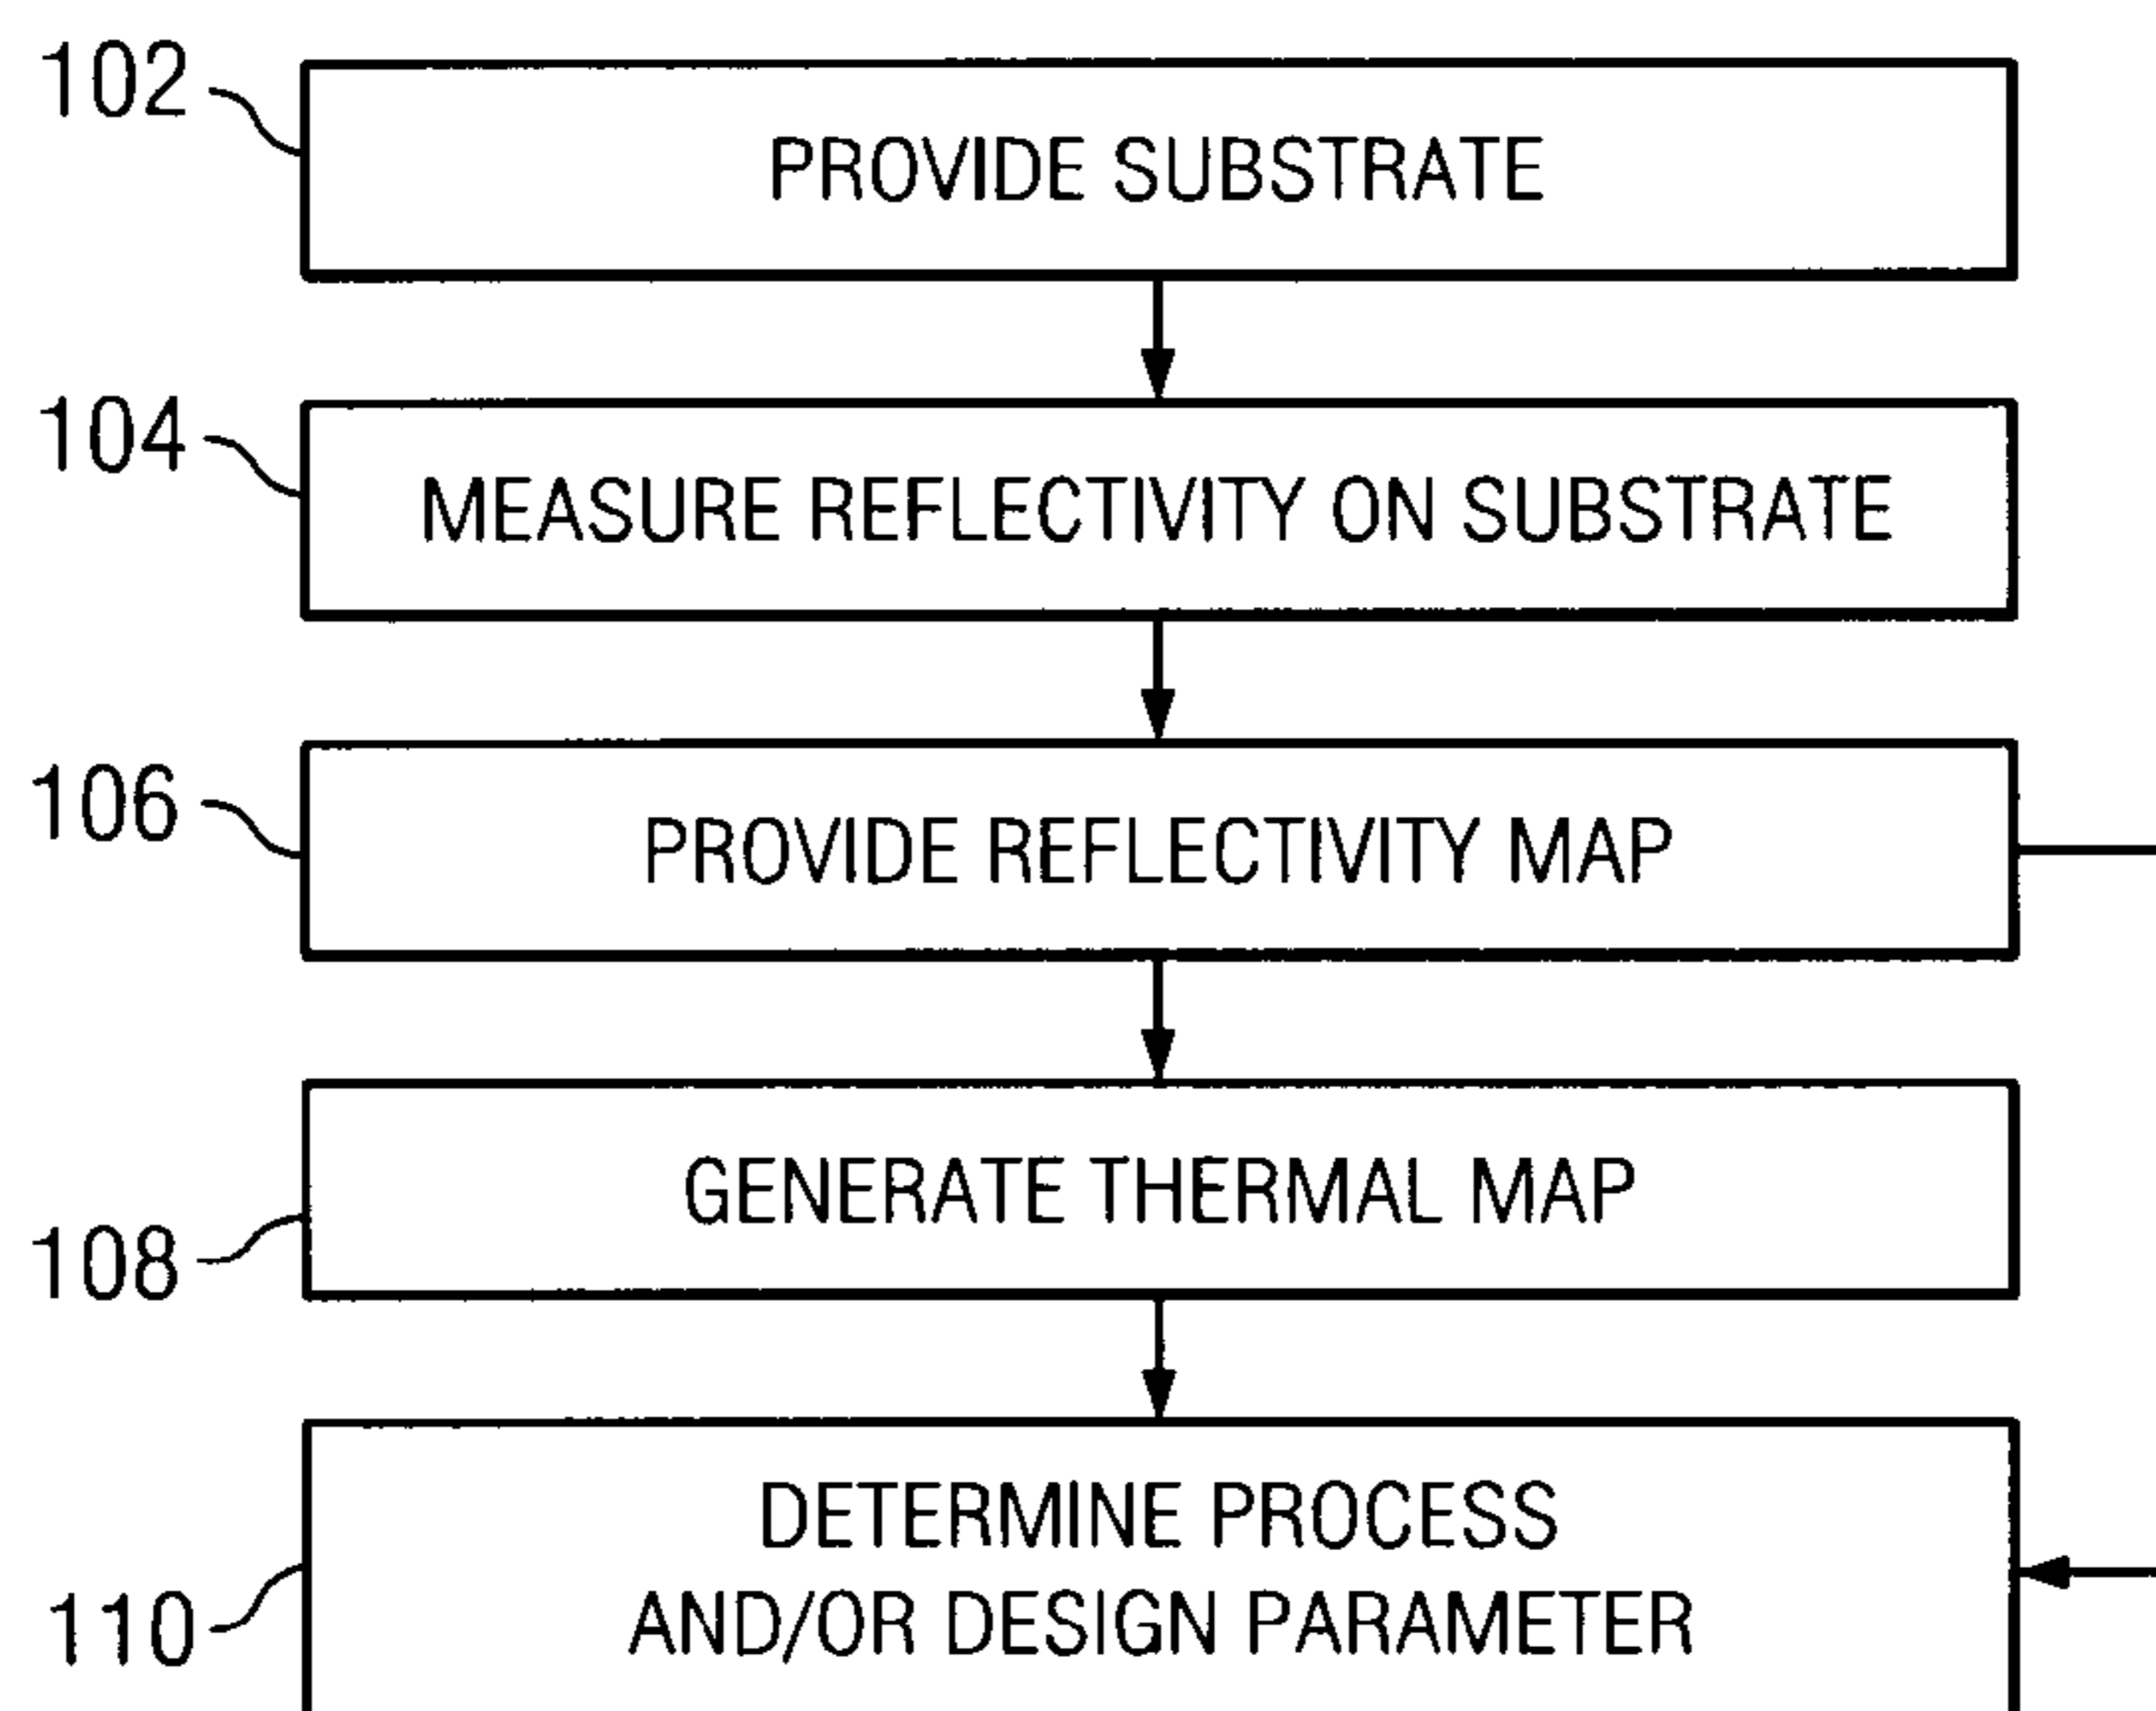 102
PROVIDE SUBSTRATE
104
MEASURE REFLECTIVITY ON SUBSTRATE
106
PROVIDE REFLECTIVITY MAP
108
GENERATE THERMAL MAP
110
DETERMINE PROCESS
AND/OR DESIGN PARAMETER